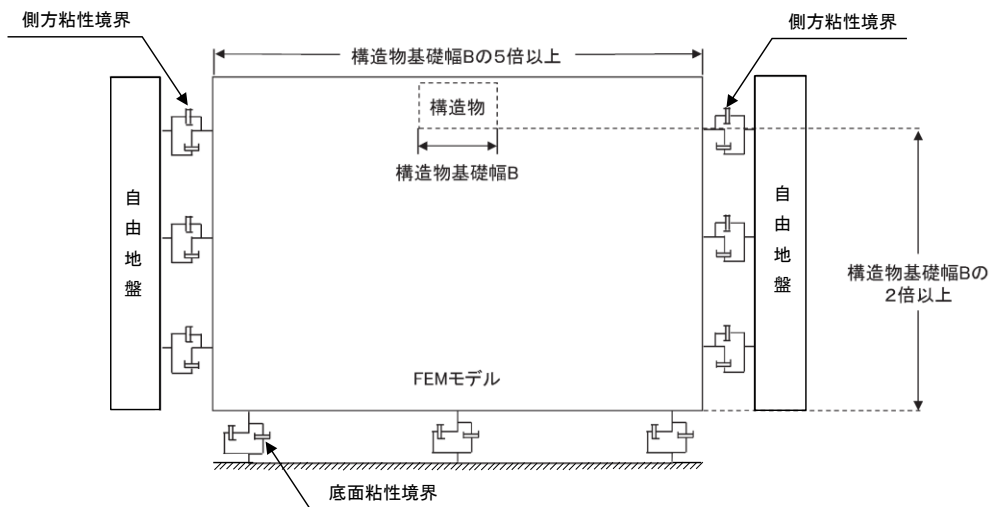 側方粘性境界
側方粘性境界
構造物基礎幅Bの5倍以上
構造物
構造物基礎幅B
自由地盤
自由地盤
構造物基礎幅Bの
2倍以上
FEMモデル
底面粘性境界